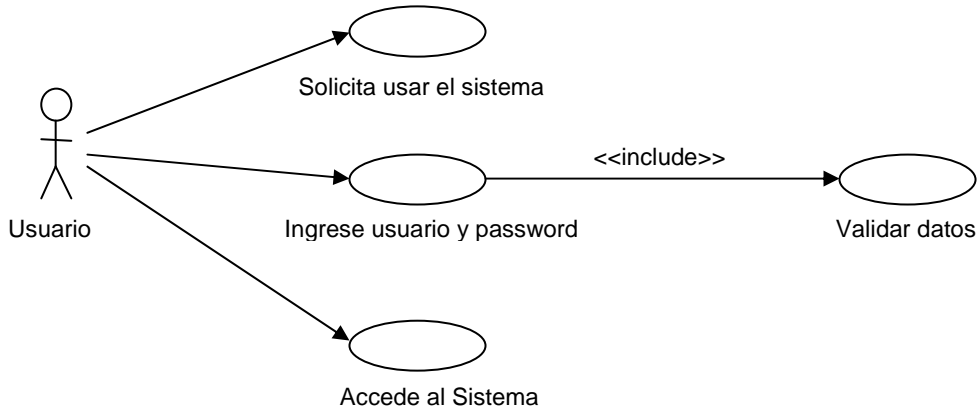 Solicita usar el sistema
<<include>>
Usuario
Ingrese usuario y password
Validar datos
Accede al Sistema